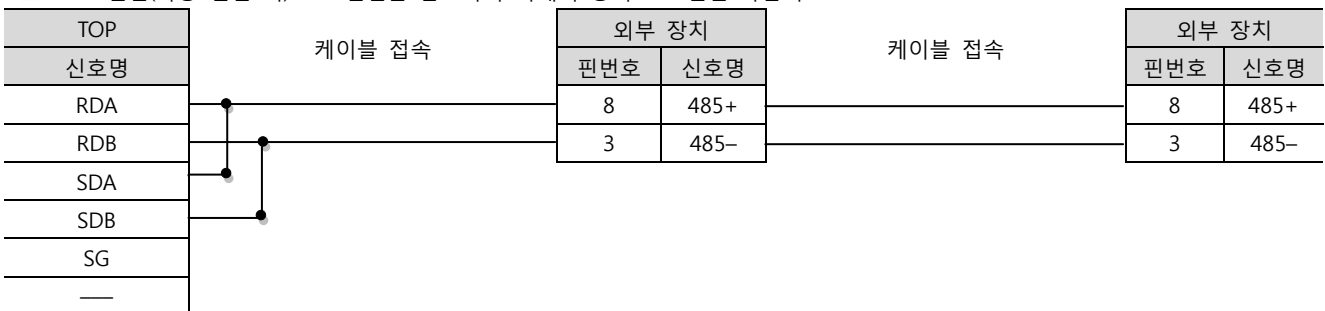 TOP 케이블 접속 외부 장치 케이블 접속 외부 장치
신호명 핀번호 신호명 핀번호 신호명
RDA 8 485+ 8 485+
RDB 3 485– 3 485–
SDA
SDB
SG
–––